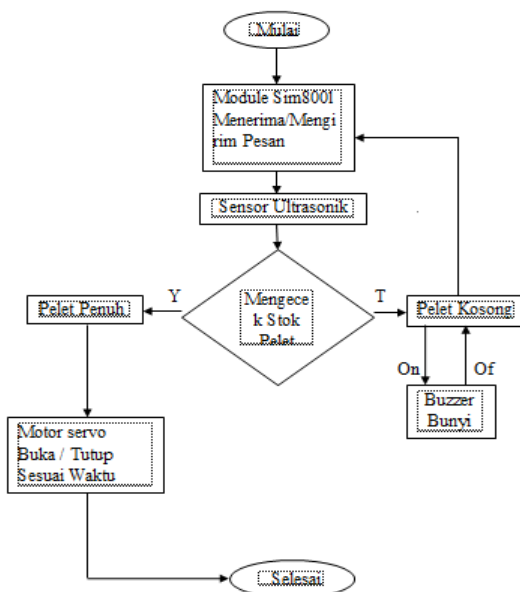 Mulai
Module Sim800l
Menerima/Mengi
rim Pesan
Sensor Ultrasonik
Y
T
Pelet Penuh
Mengece
k Stok
Pelet
Pelet Kosong
On
Of
Buzzer
Bunyi
Motor servo
Buka / Tutup
Sesuai Waktu
Selesai